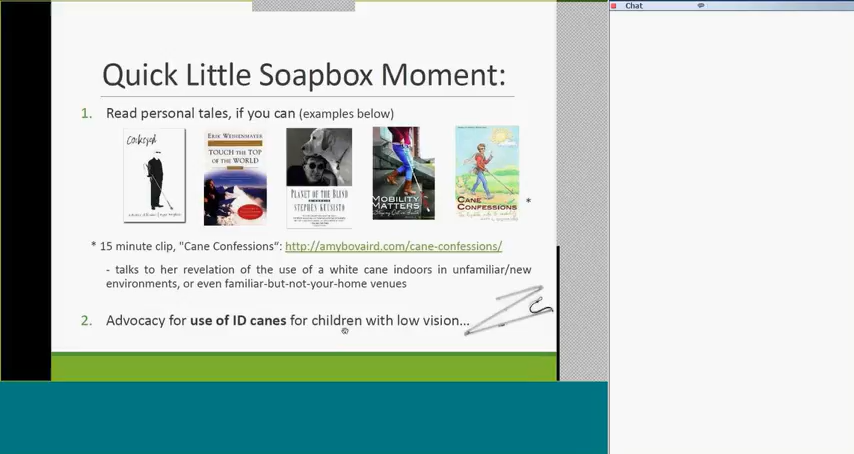 Chat
Quick Little Soapbox Moment:
1. Read personal tales, if you can (examples below)
Cockeyed
ERIK WEIHENMAYER
TOUCH THE TOP
OF THE WORLD
PLANET OF THE BLIND
STEPHEN KUUSISTO
MOBILITY
MATTERS
CANE
CONFESSIONS
*
* 15 minute clip, "Cane Confessions": http://amybovaird.com/cane-confessions/
- talks to her revelation of the use of a white cane indoors in unfamiliar/new
environments, or even familiar-but-not-your-home venues
2. Advocacy for use of ID canes for children with low vision...